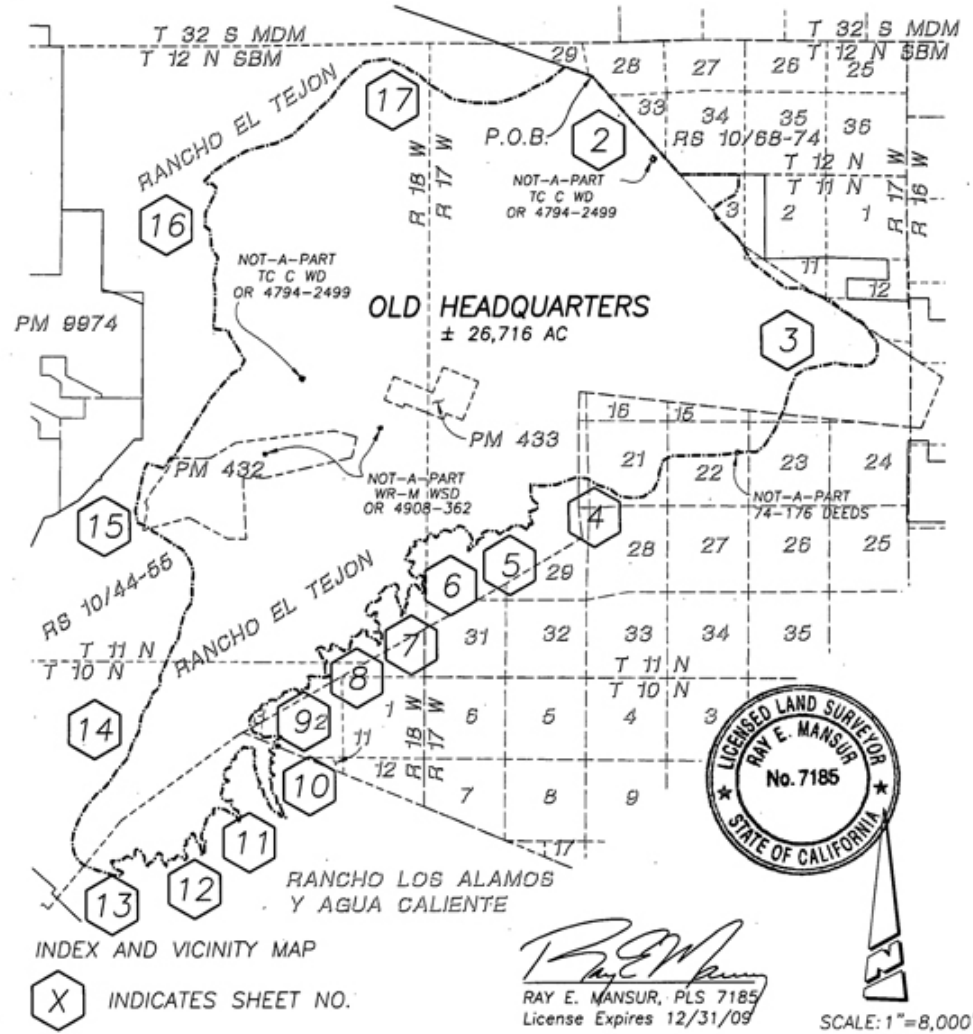 T 32 S MDM
T 12 N SBM
T 32 S MDM
T 12 N SBM
29
28
27
26
25
RANCHO EL TEJON
17
P.O.B.
2
33
34
35
36
RS 10/68-74
R 18 W
R 17 W
T 12 N
T 11 N
R 17 W
R 16 W
NOT-A-PART
TC C WD
OR 4794-2499
3
2
1
16
NOT-A-PART
TC C WD
OR 4794-2499
11
12
OLD HEADQUARTERS
± 26,716 AC
PM 9974
3
16
15
PM 433
PM 432
21
22
23
24
NOT-A-PART
WR-M WSD
OR 4908-362
NOT-A-PART
74-176 DEEDS
15
4
5
6
29
28
27
26
25
RS 10/44-55
RANCHO EL TEJON
7
31
32
33
34
35
T 11 N
T 10 N
T 11 N
T 10 N
8
14
9
2
1
R 18 W
R 17 W
6
5
4
3
11
12
10
7
8
9
17
11
12
13
RANCHO LOS ALAMOS
Y AGUA CALIENTE
LICENSED LAND SURVEYOR
RAY E. MANSUR
No. 7185
STATE OF CALIFORNIA
INDEX AND VICINITY MAP
X INDICATES SHEET NO.
RAY E. MANSUR, PLS 7185
License Expires 12/31/09
N
SCALE: 1"=8,000